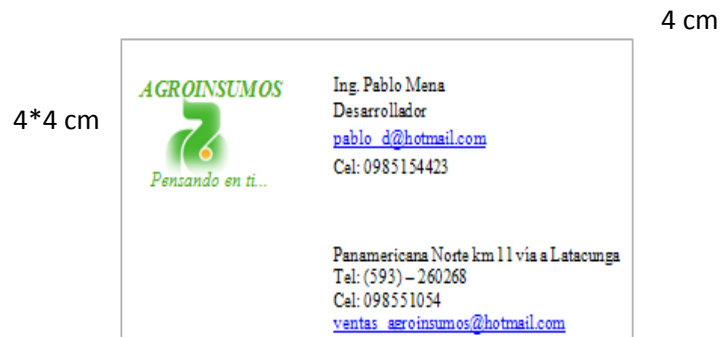 4 cm
4*4 cm
AGROINSUMOS
Pensando en ti...
Ing. Pablo Mena
Desarrollador
pablo_d@hotmail.com
Cel: 0985154423
Panamericana Norte km 11 vía a Latacunga
Tel: (593) – 260268
Cel: 098551054
ventas_agroinsumos@hotmail.com